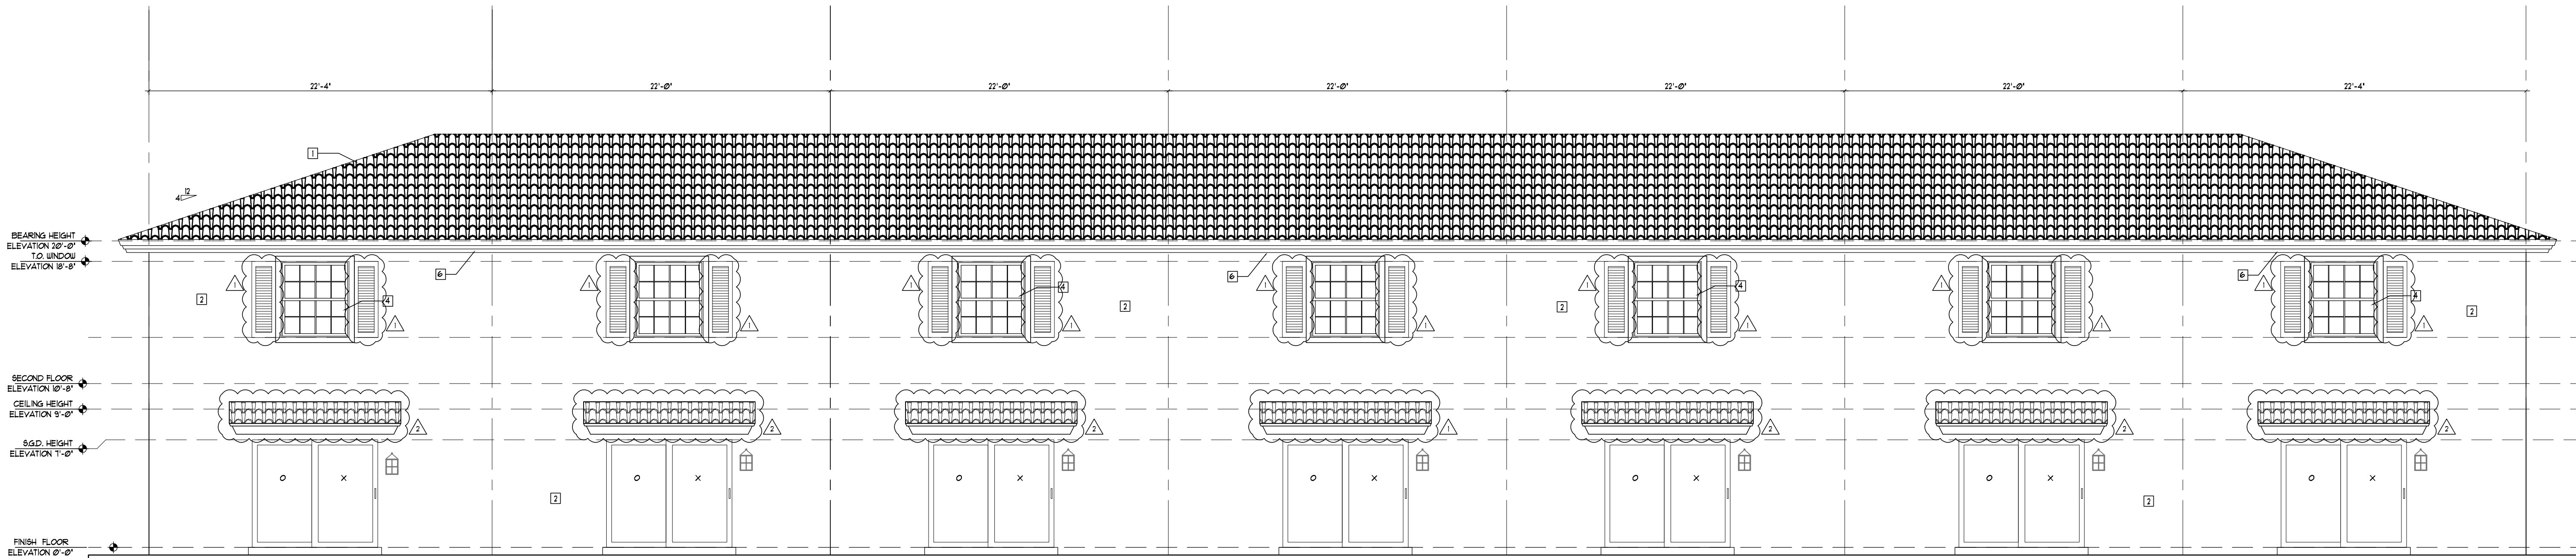 22'-4" 22'-0" 22'-0" 22'-0" 22'-0" 22'-0" 22'-4"
1
12
4
BEARING HEIGHT
ELEVATION 20'-0"
T.O. WINDOW
ELEVATION 18'-8"
6 6 6
1 1 1 1 1 1 1
4 4 4 4
2 2 2 2
1 1 1 1 1 1 1
SECOND FLOOR
ELEVATION 10'-8"
CEILING HEIGHT
ELEVATION 9'-0"
2 2 2 1 2 2 2
S.G.D. HEIGHT
ELEVATION 7'-0"
O X O X O X O X O X O X O X
2 2
FINISH FLOOR
ELEVATION 0'-0"